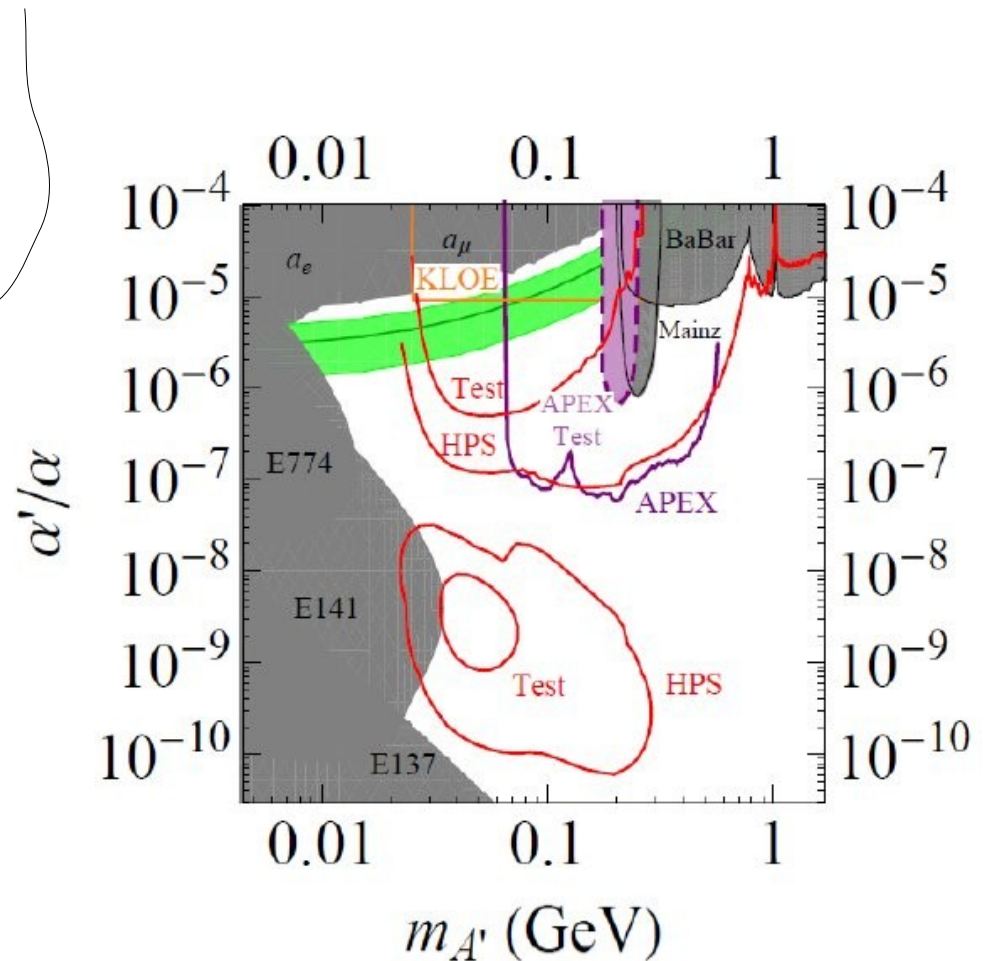 0.01 0.1 1
10⁻⁴ 10⁻⁴
a_e a_μ BaBar
KLOE
10⁻⁵ 10⁻⁵
Mainz
10⁻⁶ Test APEX 10⁻⁶
HPS Test
E774
10⁻⁷ APEX 10⁻⁷
α'/α
10⁻⁸ 10⁻⁸
E141
10⁻⁹ Test HPS 10⁻⁹
10⁻¹⁰ E137 10⁻¹⁰
0.01 0.1 1
m_A' (GeV)